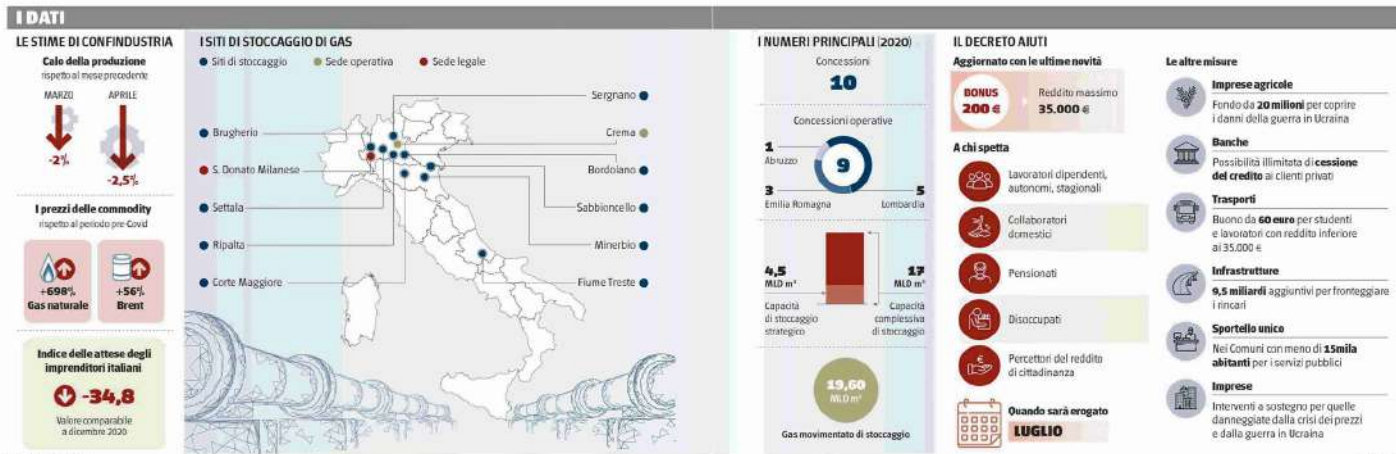 I DATI
LE STIME DI CONFINDUSTRIA
Calo della produzione
rispetto al mese precedente
MARZO
APRILE
-2%
-2,5%
I prezzi delle commodity
rispetto al periodo pre-Covid
+698%
Gas naturale
+56%
Brent
Indice delle attese degli
imprenditori italiani
-34,8
Valore comparabile
a dicembre 2020
I SITI DI STOCCAGGIO DI GAS
Siti di stoccaggio
Sede operativa
Sede legale
Sergnano
Brugherio
Crema
S. Donato Milanese
Bordolano
Settala
Sabbioncello
Ripalta
Minerbio
Corte Maggiore
Fiume Treste
I NUMERI PRINCIPALI (2020)
Concessioni
10
Concessioni operative
1
Abruzzo
9
3
Emilia Romagna
5
Lombardia
4,5
MLD m³
17
MLD m³
Capacità
di stoccaggio
strategico
Capacità
complessiva
di stoccaggio
19,60
MLD m³
Gas movimentato di stoccaggio
IL DECRETO AIUTI
Aggiornato con le ultime novità
BONUS
200 €
Reddito massimo
35.000 €
A chi spetta
Lavoratori dipendenti,
autonomi, stagionali
Collaboratori
domestici
Pensionati
Disoccupati
Percettori del reddito
di cittadinanza
Quando sarà erogato
LUGLIO
Le altre misure
Imprese agricole
Fondo da 20 milioni per coprire
i danni della guerra in Ucraina
Banche
Possibilità illimitata di cessione
del credito ai clienti privati
Trasporti
Buono da 60 euro per studenti
e lavoratori con reddito inferiore
ai 35.000 €
Infrastrutture
9,5 miliardi aggiuntivi per fronteggiare
i rincari
Sportello unico
Nei Comuni con meno di 15mila
abitanti per i servizi pubblici
Imprese
Interventi a sostegno per quelle
danneggiate dalla crisi dei prezzi
e dalla guerra in Ucraina